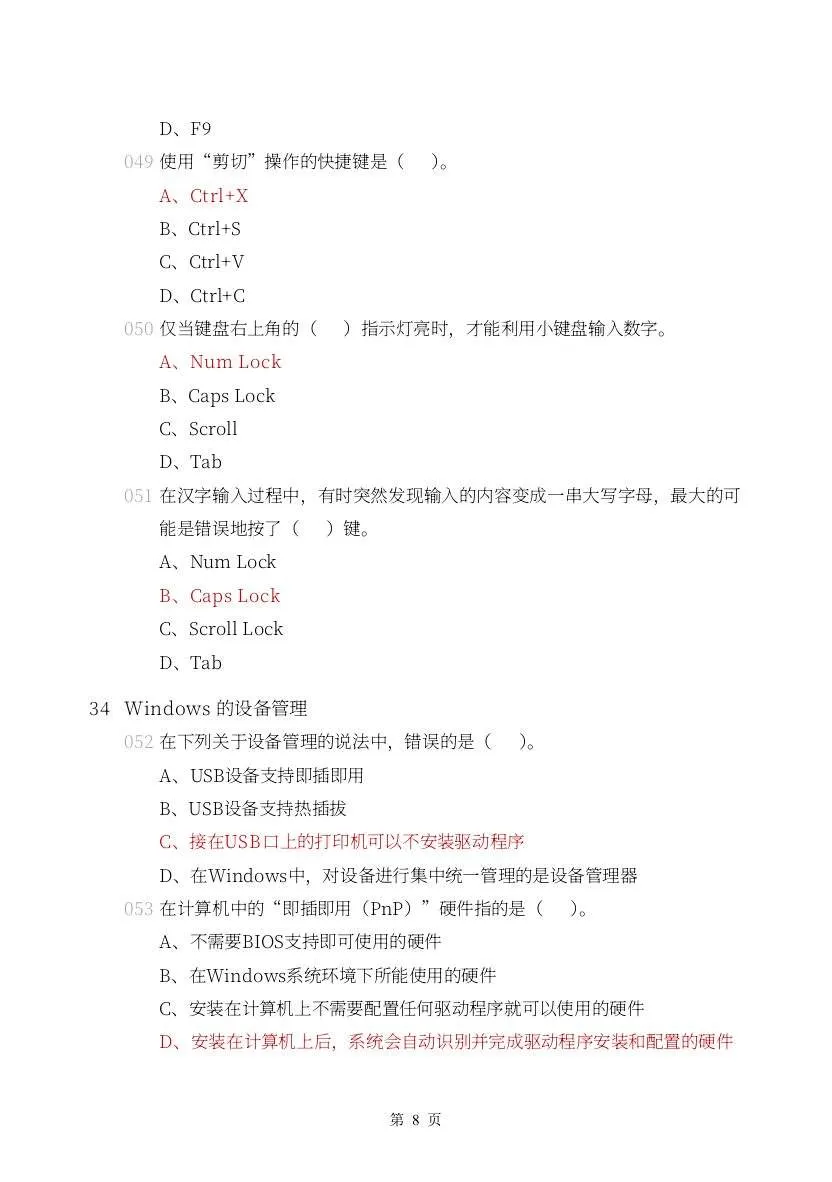 D、F9
049 使用“剪切”操作的快捷键是（　）。
A、Ctrl+X
B、Ctrl+S
C、Ctrl+V
D、Ctrl+C
050 仅当键盘右上角的（　）指示灯亮时，才能利用小键盘输入数字。
A、Num Lock
B、Caps Lock
C、Scroll
D、Tab
051 在汉字输入过程中，有时突然发现输入的内容变成一串大写字母，最大的可
能是错误地按了（　）键。
A、Num Lock
B、Caps Lock
C、Scroll Lock
D、Tab
34 Windows 的设备管理
052 在下列关于设备管理的说法中，错误的是（　）。
A、USB设备支持即插即用
B、USB设备支持热插拔
C、接在USB口上的打印机可以不安装驱动程序
D、在Windows中，对设备进行集中统一管理的是设备管理器
053 在计算机中的“即插即用（PnP）”硬件指的是（　）。
A、不需要BIOS支持即可使用的硬件
B、在Windows系统环境下所能使用的硬件
C、安装在计算机上不需要配置任何驱动程序就可以使用的硬件
D、安装在计算机上后，系统会自动识别并完成驱动程序安装和配置的硬件
第 8 页